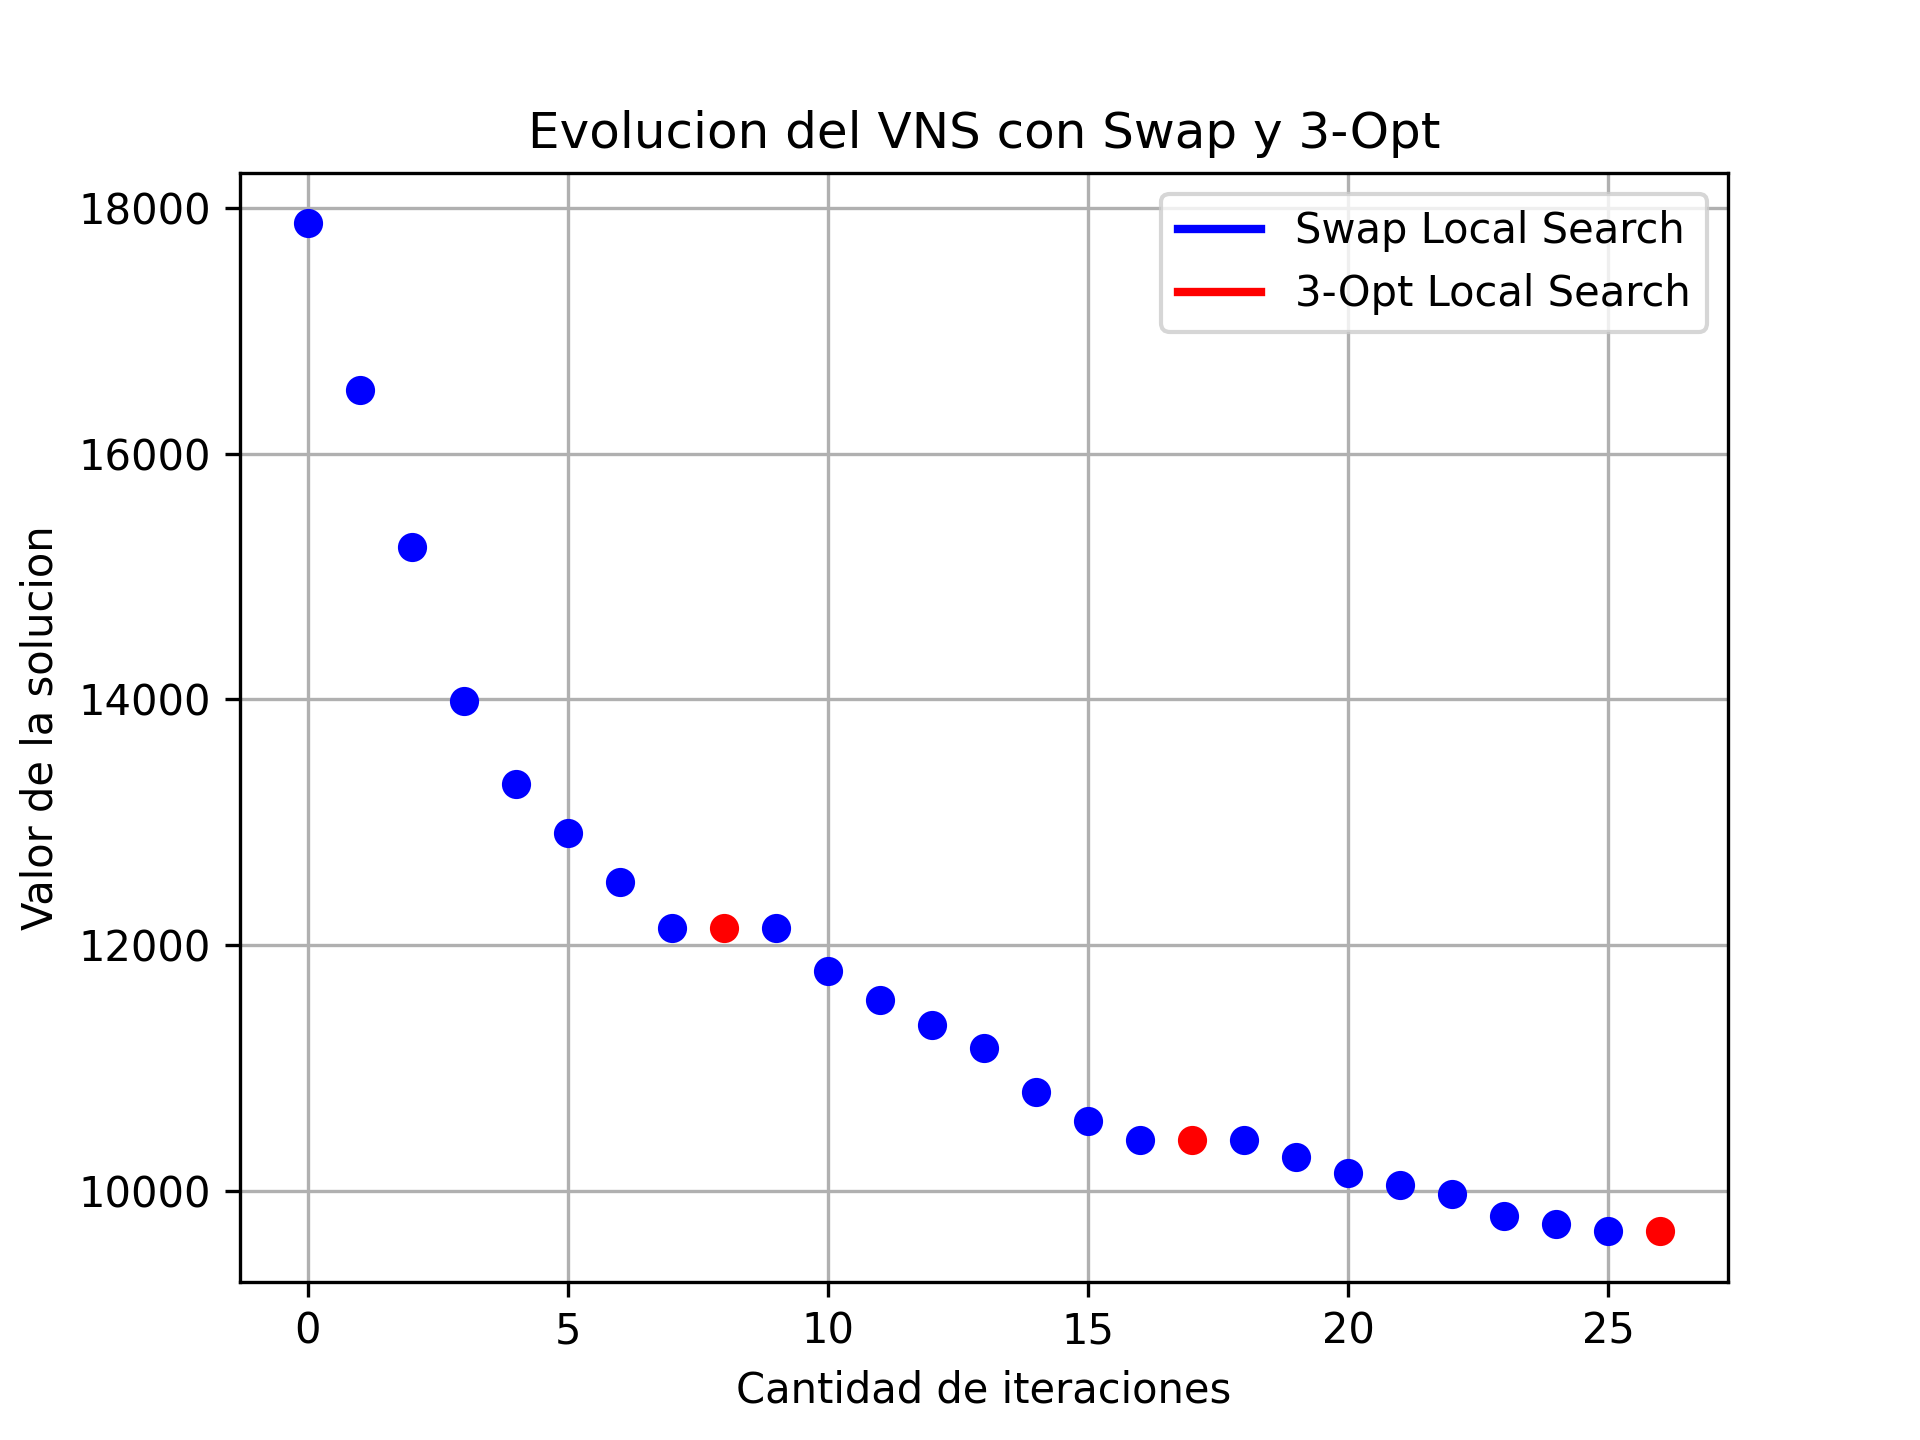 Evolucion del VNS con Swap y 3-Opt
Swap Local Search
3-Opt Local Search
Valor de la solucion
18000
16000
14000
12000
10000
0 5 10 15 20 25
Cantidad de iteraciones